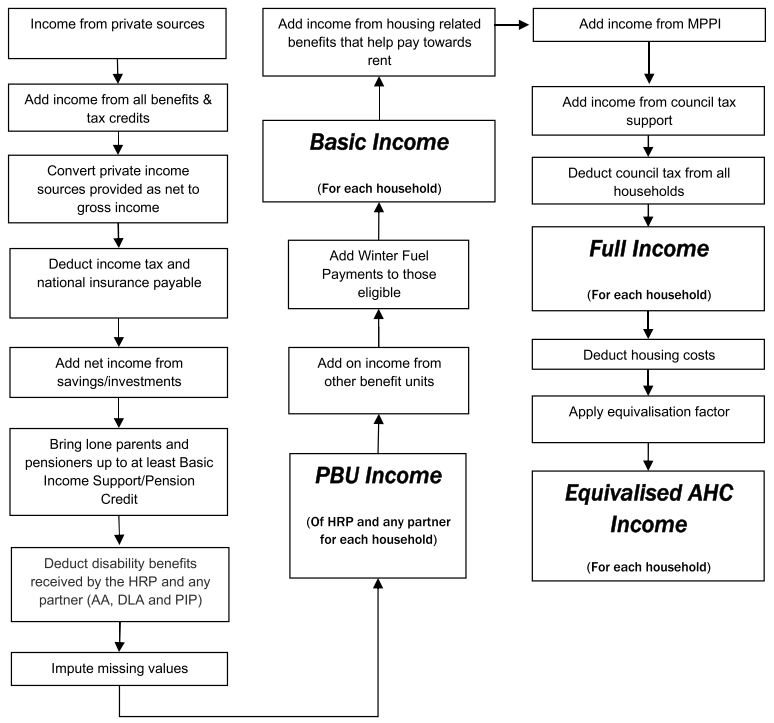 Income from private sources
Add income from all benefits &
tax credits
Convert private income
sources provided as net to
gross income
Deduct income tax and
national insurance payable
Add net income from
savings/investments
Bring lone parents and
pensioners up to at least Basic
Income Support/Pension
Credit
Deduct disability benefits
received by the HRP and any
partner (AA, DLA and PIP)
Impute missing values
PBU Income
(Of HRP and any partner
for each household)
Add on income from
other benefit units
Add Winter Fuel
Payments to those
eligible
Basic Income
(For each household)
Add income from housing related
benefits that help pay towards
rent
Add income from MPPI
Add income from council tax
support
Deduct council tax from all
households
Full Income
(For each household)
Deduct housing costs
Apply equivalisation factor
Equivalised AHC
Income
(For each household)